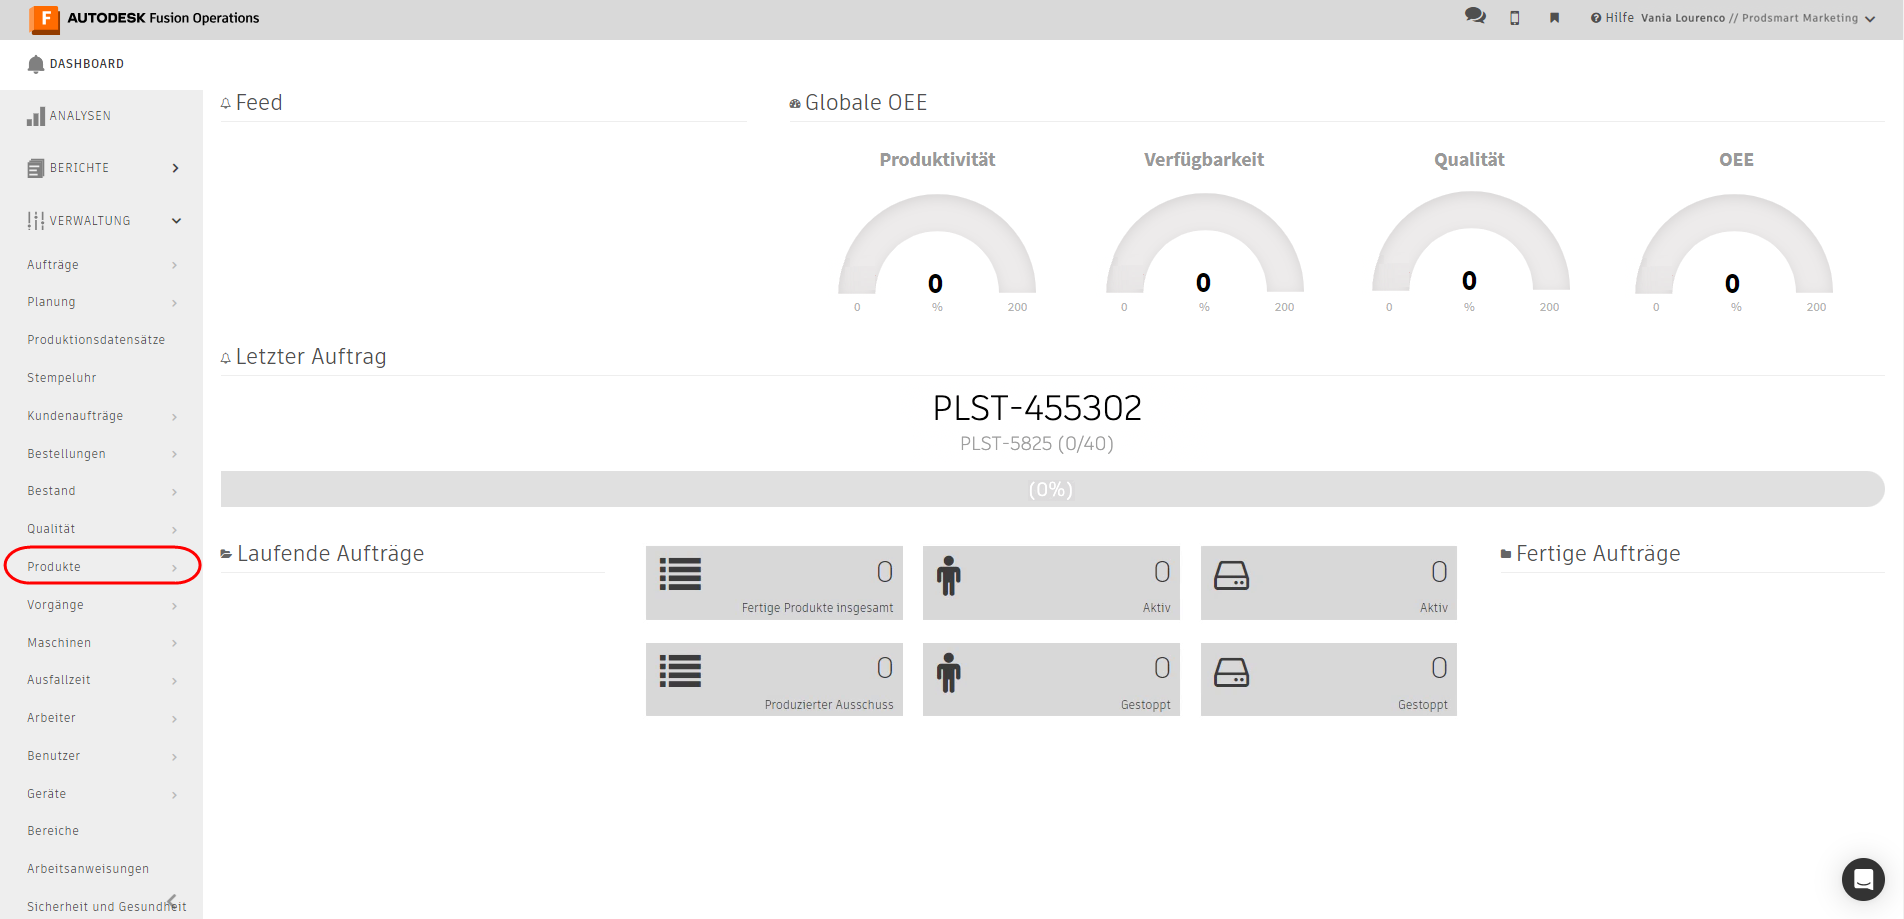 F AUTODESK Fusion Operations
Hilfe Vania Lourenco // Prodsmart Marketing
DASHBOARD
ANALYSEN
BERICHTE
VERWALTUNG
Aufträge
Planung
Produktionsdatensätze
Stempeluhr
Kundenaufträge
Bestellungen
Bestand
Qualität
Produkte
Vorgänge
Maschinen
Ausfallzeit
Arbeiter
Benutzer
Geräte
Bereiche
Arbeitsanweisungen
Sicherheit und Gesundheit
Feed
Globale OEE
Produktivität
0
0 % 200
Verfügbarkeit
0
0 % 200
Qualität
0
0 % 200
OEE
0
0 % 200
Letzter Auftrag
PLST-455302
PLST-5825 (0/40)
(0%)
Laufende Aufträge
0
Fertige Produkte insgesamt
0
Aktiv
0
Aktiv
0
Produzierter Ausschuss
0
Gestoppt
0
Gestoppt
Fertige Aufträge